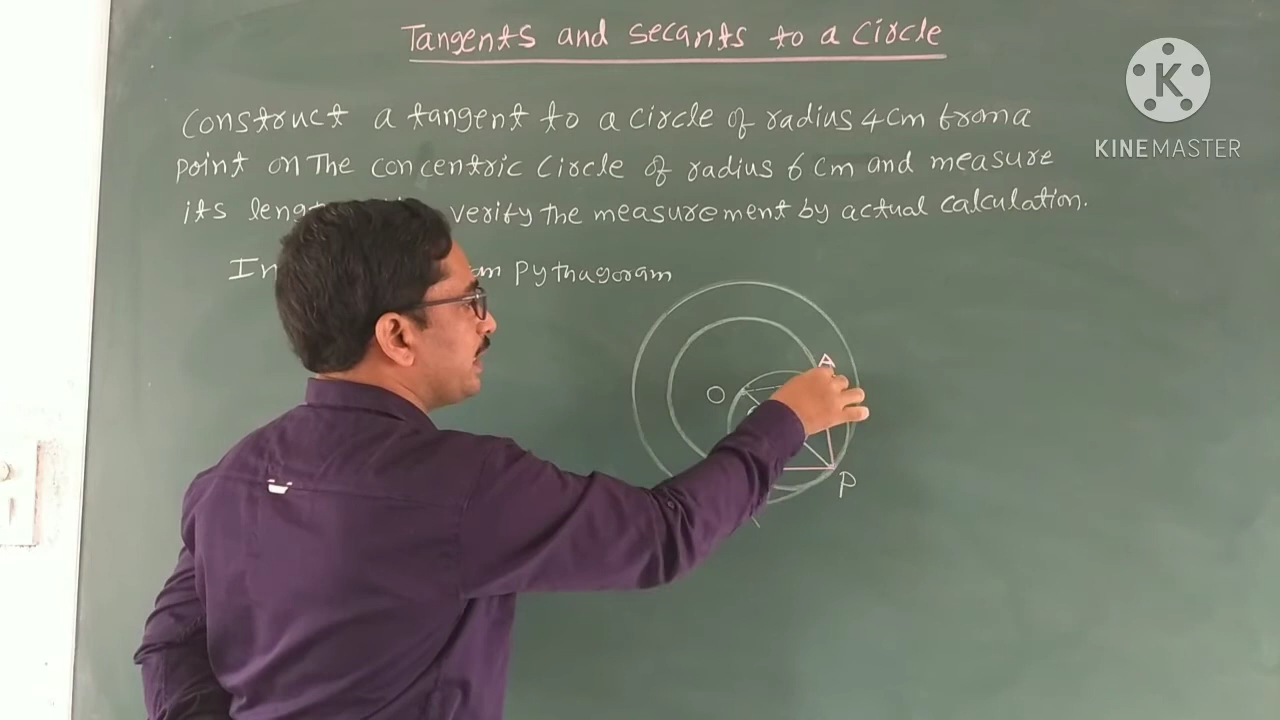 Tangents and secants to a circle
K
KINEMASTER
Construct a tangent to a circle of radius 4cm from a
point on The concentric circle of radius 6 cm and measure
its verify the measurement by actual calculation.
Pythagoram
A
O
P